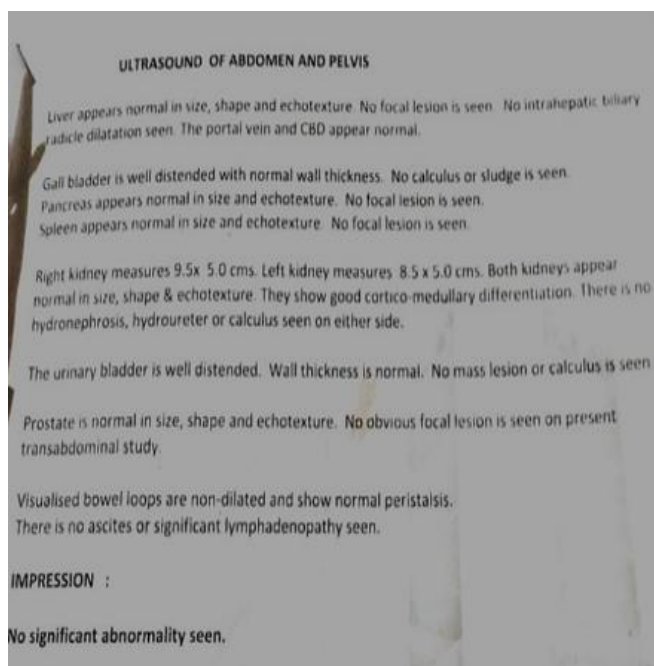 ULTRASOUND OF ABDOMEN AND PELVIS
Liver appears normal in size, shape and echotexture. No focal lesion is seen. No intrahepatic biliary
radicle dilatation seen. The portal vein and CBD appear normal.
Gall bladder is well distended with normal wall thickness. No calculus or sludge is seen.
Pancreas appears normal in size and echotexture. No focal lesion is seen.
Spleen appears normal in size and echotexture. No focal lesion is seen.
Right kidney measures 9.5x 5.0 cms. Left kidney measures 8.5 x 5.0 cms. Both kidneys appear
normal in size, shape & echotexture. They show good cortico-medullary differentiation. There is no
hydronephrosis, hydroureter or calculus seen on either side.
The urinary bladder is well distended. Wall thickness is normal. No mass lesion or calculus is seen
Prostate is normal in size, shape and echotexture. No obvious focal lesion is seen on present
transabdominal study.
Visualised bowel loops are non-dilated and show normal peristalsis.
There is no ascites or significant lymphadenopathy seen.
IMPRESSION :
No significant abnormality seen.